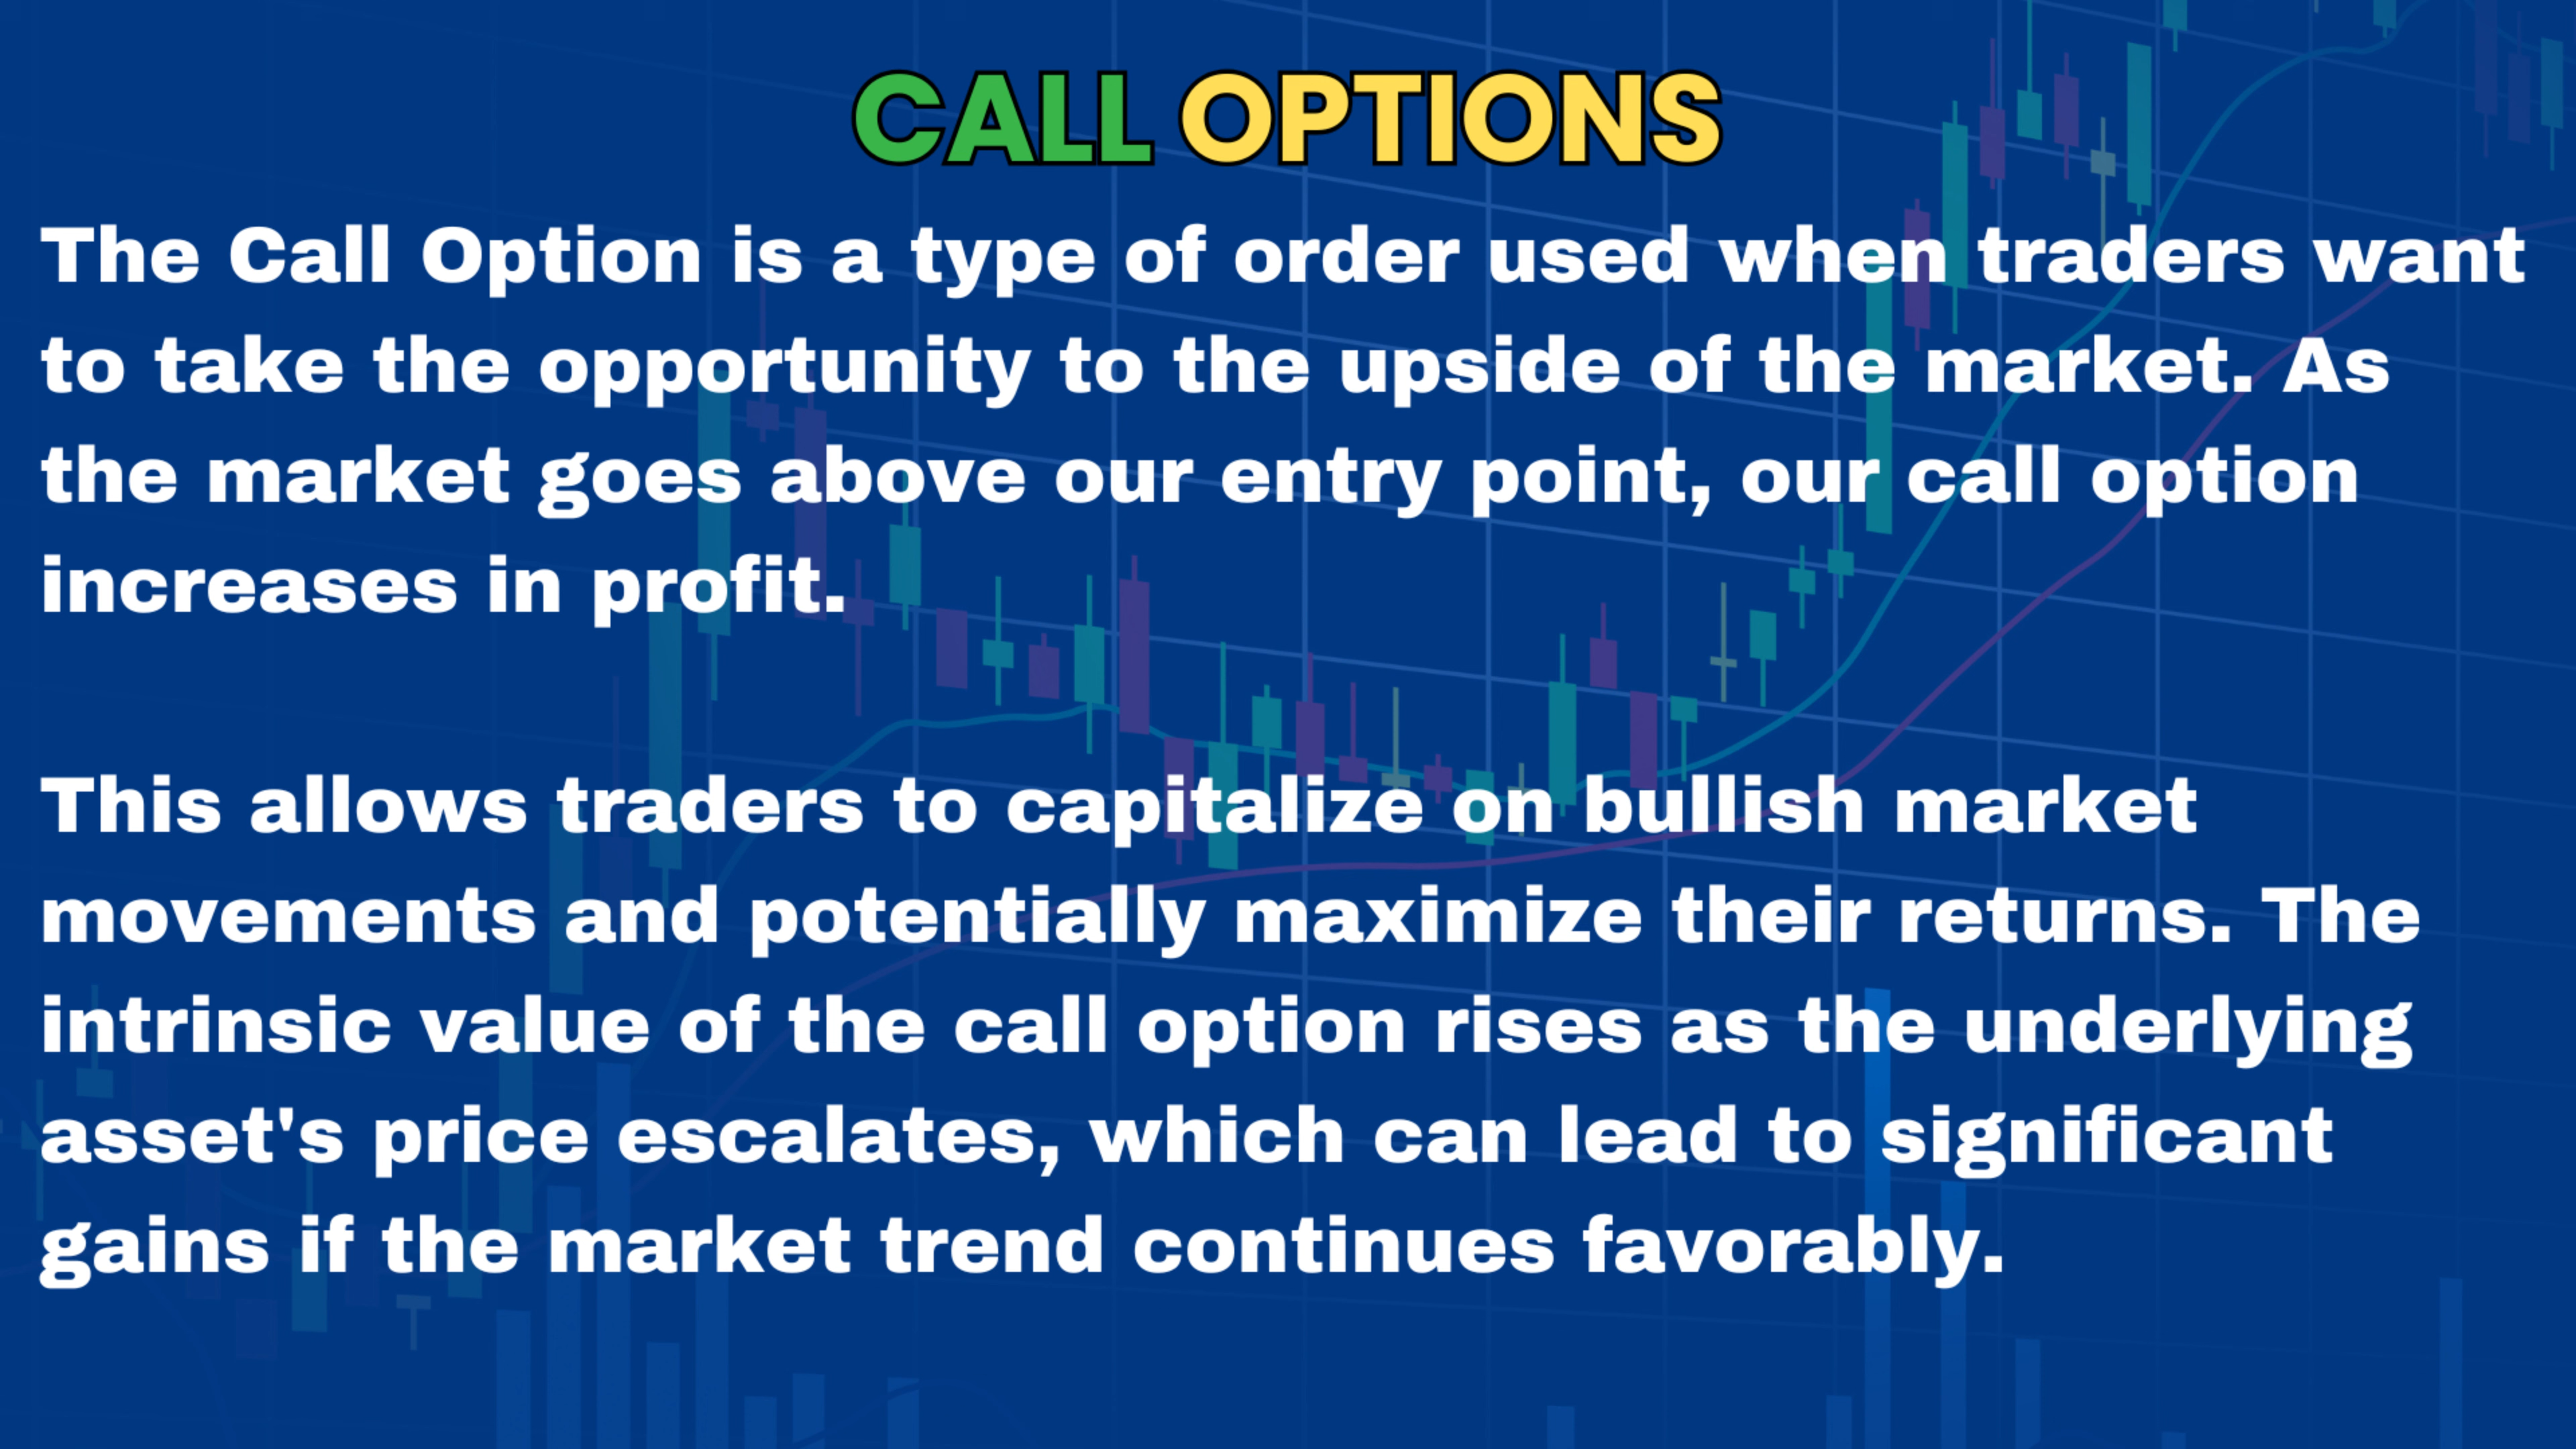 CALL OPTIONS
The Call Option is a type of order used when traders want
to take the opportunity to the upside of the market. As
the market goes above our entry point, our call option
increases in profit.
This allows traders to capitalize on bullish market
movements and potentially maximize their returns. The
intrinsic value of the call option rises as the underlying
asset's price escalates, which can lead to significant
gains if the market trend continues favorably.